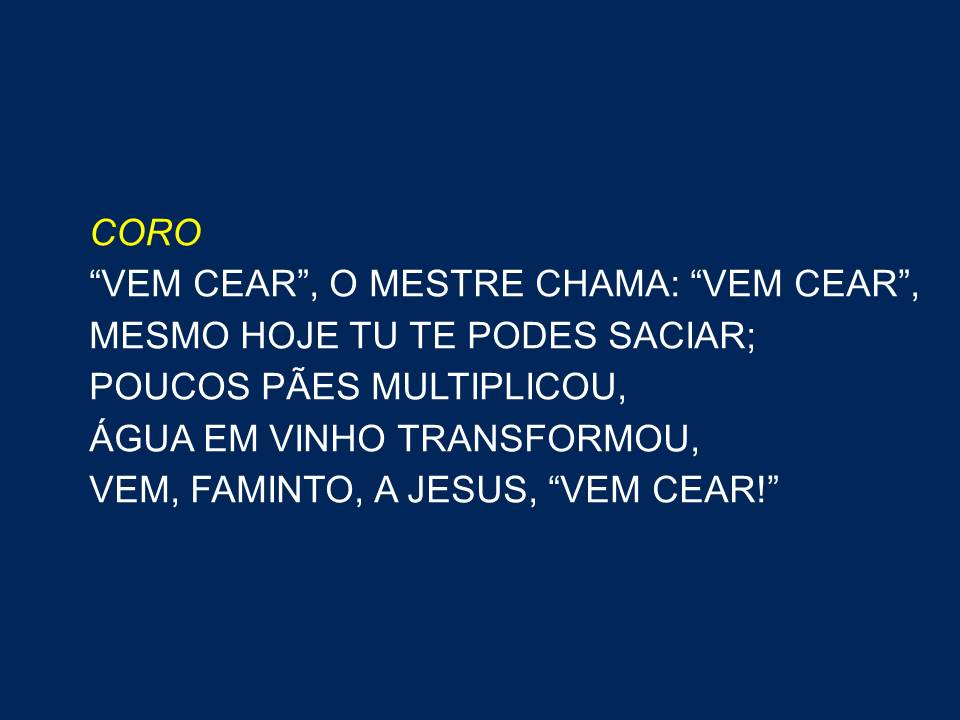 CORO
“VEM CEAR”, O MESTRE CHAMA: “VEM CEAR”,
MESMO HOJE TU TE PODES SACIAR;
POUCOS PÃES MULTIPLICOU,
ÁGUA EM VINHO TRANSFORMOU,
VEM, FAMINTO, A JESUS, “VEM CEAR!”